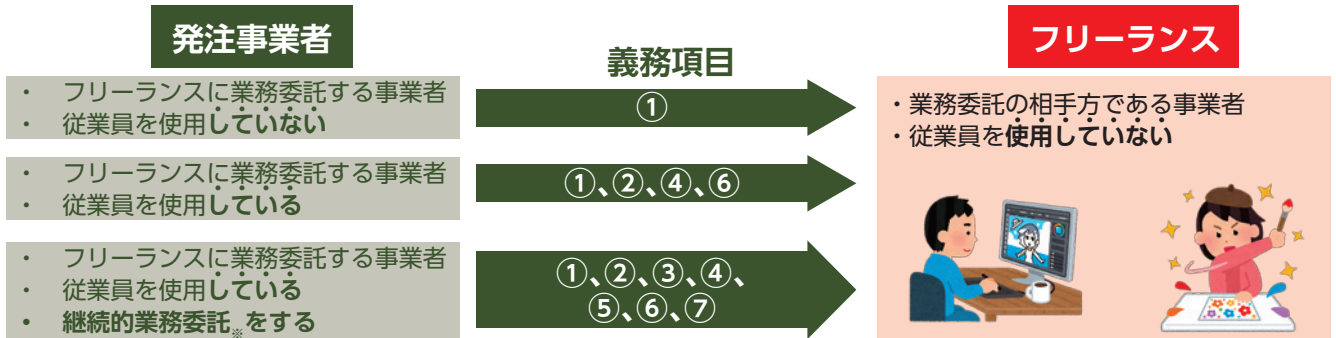 発注事業者
義務項目
フリーランス
・ フリーランスに業務委託する事業者
・ 従業員を使用していない
①
・ フリーランスに業務委託する事業者
・ 従業員を使用している
①、②、④、⑥
・ フリーランスに業務委託する事業者
・ 従業員を使用している
・ 継続的業務委託※をする
①、②、③、④、
⑤、⑥、⑦
・業務委託の相手方である事業者
・従業員を使用していない